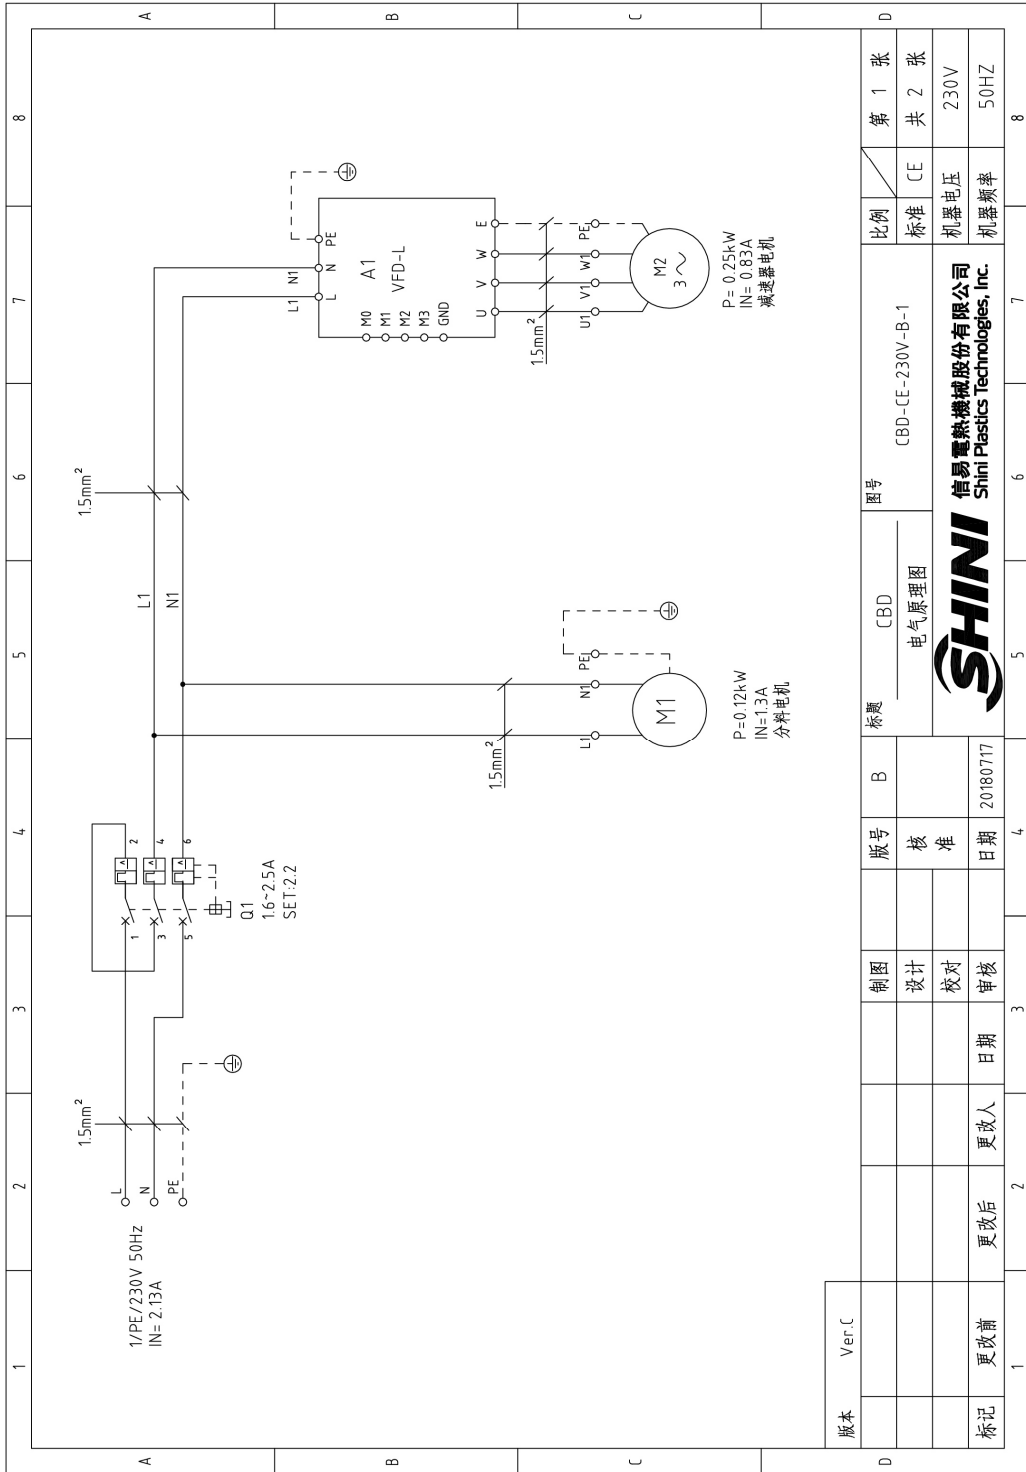 1 2 3 4 5 6 7 8
A
B
C
D
A
B
C
D
1/PE/230V 50Hz
IN= 2.13A
L
N
PE
1.5mm²
1
3
5
2
4
6
Q1
1.6~2.5A
SET:2.2
L1
N1
1.5mm²
1.5mm²
L1
N1
PE
M1
P=0.12kW
IN=1.3A
分料电机
L1
N1
L
N
PE
A1
VFD-L
M0
M1
M2
M3
GND
U
V
W
E
1.5mm²
U1
V1
W1
PE
M2
3~
P= 0.25kW
IN= 0.83A
减速器电机
版本
Ver.C
标记
更改前
更改后
更改人
日期
制图
设计
校对
审核
版号
B
核
准
日期
20180717
标题
CBD
电气原理图
图号
CBD-CE-230V-B-1
SHINI
信易電熱機械股份有限公司
Shini Plastics Technologies, Inc.
比例
第 1 张
标准
CE
共 2 张
机器电压
230V
机器频率
50HZ
1 2 3 4 5 6 7 8